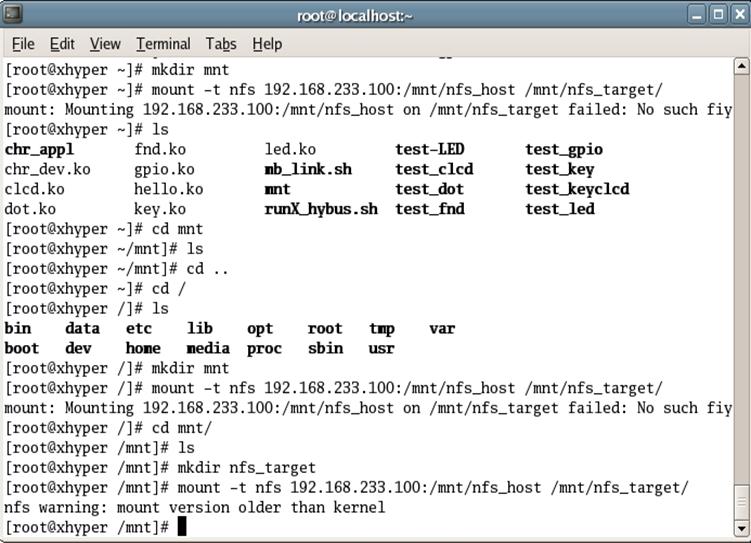 root@localhost:~
File Edit View Terminal Tabs Help
[root@xhyper ~]# mkdir mnt
[root@xhyper ~]# mount -t nfs 192.168.233.100:/mnt/nfs_host /mnt/nfs_target/
mount: Mounting 192.168.233.100:/mnt/nfs_host on /mnt/nfs_target failed: No such fiy
[root@xhyper ~]# ls
chr_appl fnd.ko led.ko test-LED test_gpio
chr_dev.ko gpio.ko mb_link.sh test_clcd test_key
clcd.ko hello.ko mnt test_dot test_keyclcd
dot.ko key.ko runX_hybus.sh test_fnd test_led
[root@xhyper ~]# cd mnt
[root@xhyper ~/mnt]# ls
[root@xhyper ~/mnt]# cd ..
[root@xhyper ~]# cd /
[root@xhyper /]# ls
bin data etc lib opt root tmp var
boot dev home media proc sbin usr
[root@xhyper /]# mkdir mnt
[root@xhyper /]# mount -t nfs 192.168.233.100:/mnt/nfs_host /mnt/nfs_target/
mount: Mounting 192.168.233.100:/mnt/nfs_host on /mnt/nfs_target failed: No such fiy
[root@xhyper /]# cd mnt/
[root@xhyper /mnt]# ls
[root@xhyper /mnt]# mkdir nfs_target
[root@xhyper /mnt]# mount -t nfs 192.168.233.100:/mnt/nfs_host /mnt/nfs_target/
nfs warning: mount version older than kernel
[root@xhyper /mnt]#